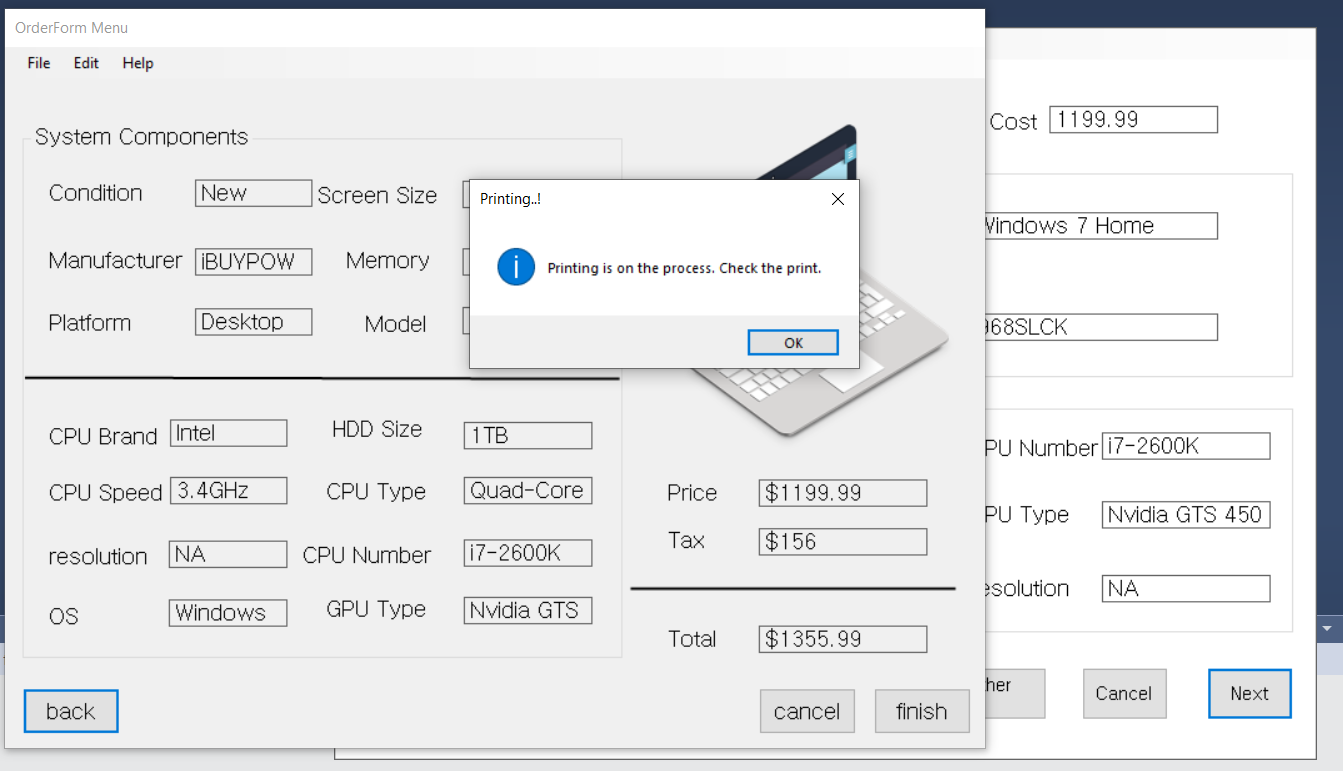 OrderForm Menu
File Edit Help
System Components
Condition New Screen Size
Manufacturer iBUYPOW Memory
Platform Desktop Model
Printing..!
Printing is on the process. Check the print.
OK
CPU Brand Intel HDD Size 1TB
CPU Speed 3.4GHz CPU Type Quad-Core
resolution NA CPU Number i7-2600K
OS Windows GPU Type Nvidia GTS
Price $1199.99
Tax $156
Total $1355.99
back cancel finish
Cost 1199.99
Windows 7 Home
968SLCK
PU Number i7-2600K
PU Type Nvidia GTS 450
esolution NA
her Cancel Next